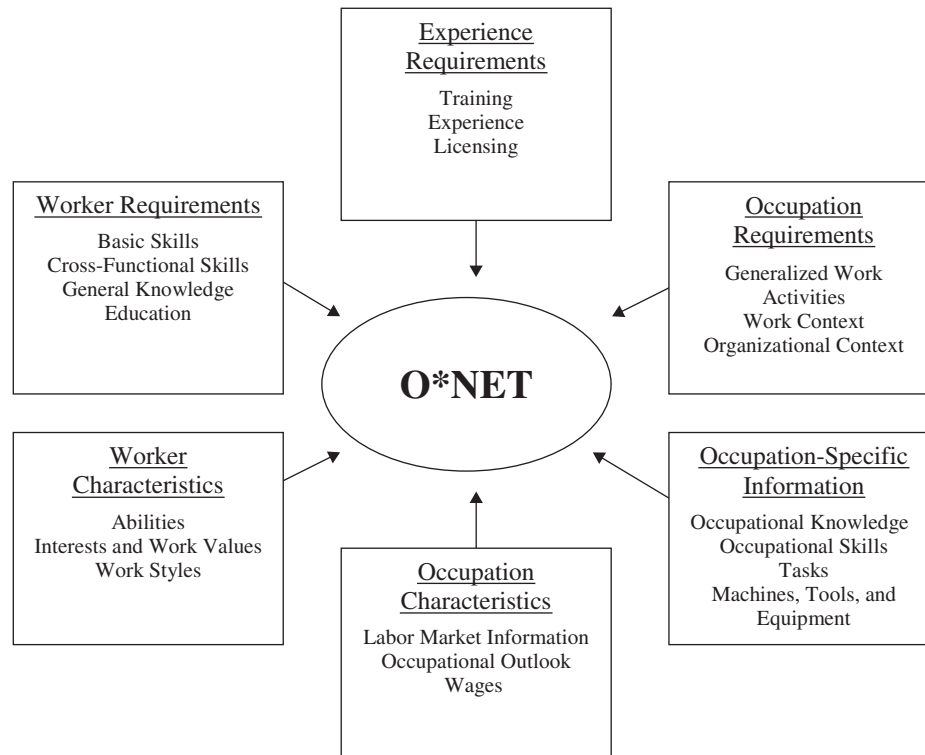 Experience
Requirements
Training
Experience
Licensing
Worker Requirements
Basic Skills
Cross-Functional Skills
General Knowledge
Education
Occupation
Requirements
Generalized Work
Activities
Work Context
Organizational Context
O*NET
Worker
Characteristics
Abilities
Interests and Work Values
Work Styles
Occupation
Characteristics
Labor Market Information
Occupational Outlook
Wages
Occupation-Specific
Information
Occupational Knowledge
Occupational Skills
Tasks
Machines, Tools, and
Equipment